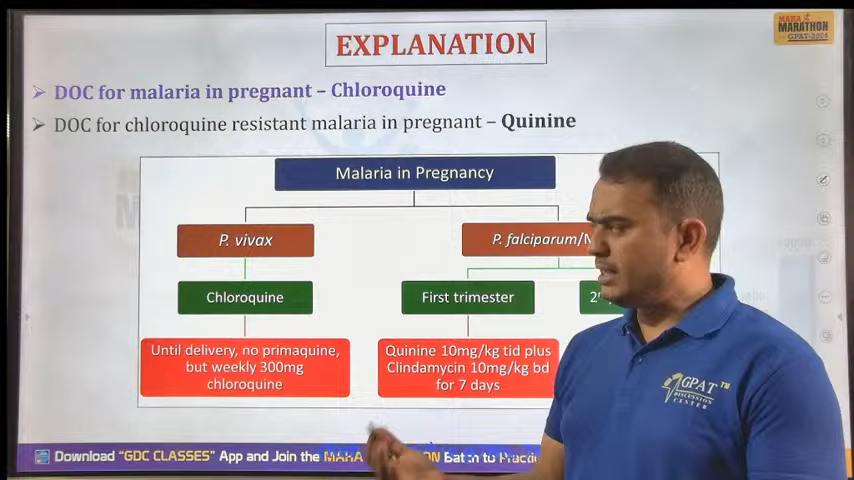 MAHA
MARATHON
GPAT-2024
EXPLANATION
➢ DOC for malaria in pregnant – Chloroquine
➢ DOC for chloroquine resistant malaria in pregnant – Quinine
Malaria in Pregnancy
P. vivax
P. falciparum/
Chloroquine
First trimester
Until delivery, no primaquine,
but weekly 300mg
chloroquine
Quinine 10mg/kg tid plus
Clindamycin 10mg/kg bd
for 7 days
GPAT TM
DISCUSSION
CENTER
Download "GDC CLASSES" App and Join the MAHA Batch to